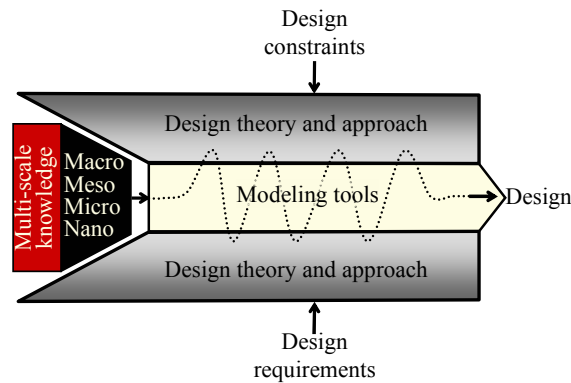 Design
constraints
Design theory and approach
Multi-scale
knowledge
Macro
Meso
Micro
Nano
Modeling tools
Design
Design theory and approach
Design
requirements